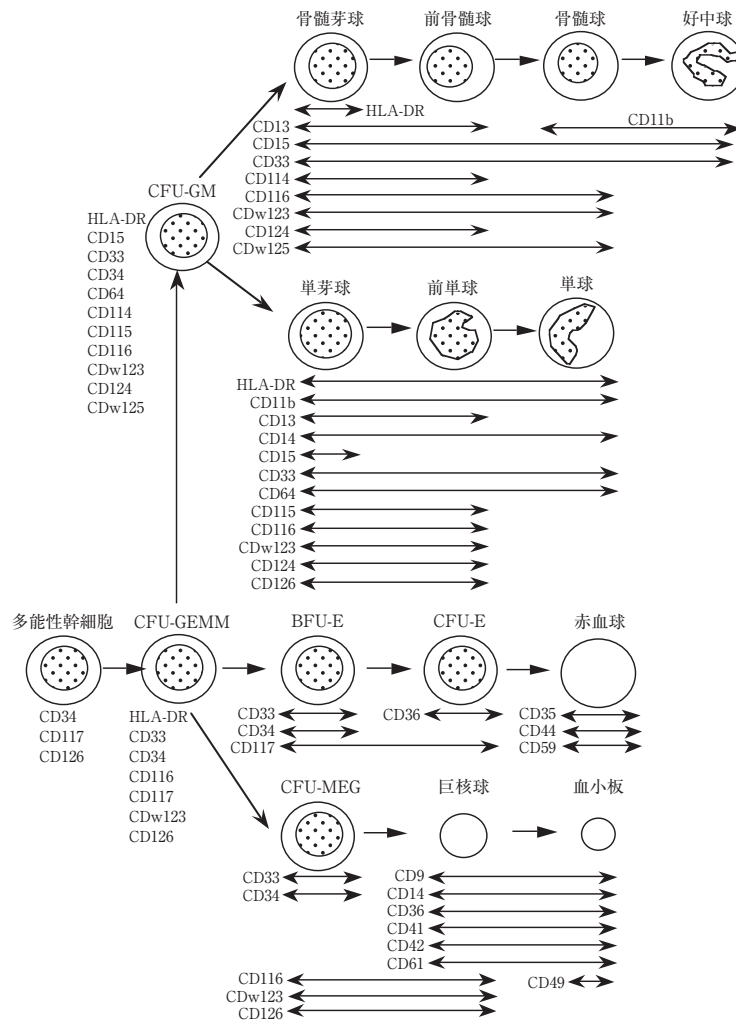 骨髄芽球 前骨髄球 骨髄球 好中球
HLA-DR
CD13
CD11b
CD15
CD33
CD114
CD116
CDw123
CD124
CDw125
CFU-GM
HLA-DR
CD15
CD33
CD34
CD64
CD114
CD115
CD116
CDw123
CD124
CDw125
単芽球 前単球 単球
HLA-DR
CD11b
CD13
CD14
CD15
CD33
CD64
CD115
CD116
CDw123
CD124
CD126
多能性幹細胞 CFU-GEMM BFU-E CFU-E 赤血球
CD34
CD117
CD126
HLA-DR
CD33
CD34
CD116
CD117
CDw123
CD126
CD33
CD34
CD117
CD36
CD35
CD44
CD59
CFU-MEG 巨核球 血小板
CD33
CD34
CD9
CD14
CD36
CD41
CD42
CD61
CD116
CDw123
CD126
CD49